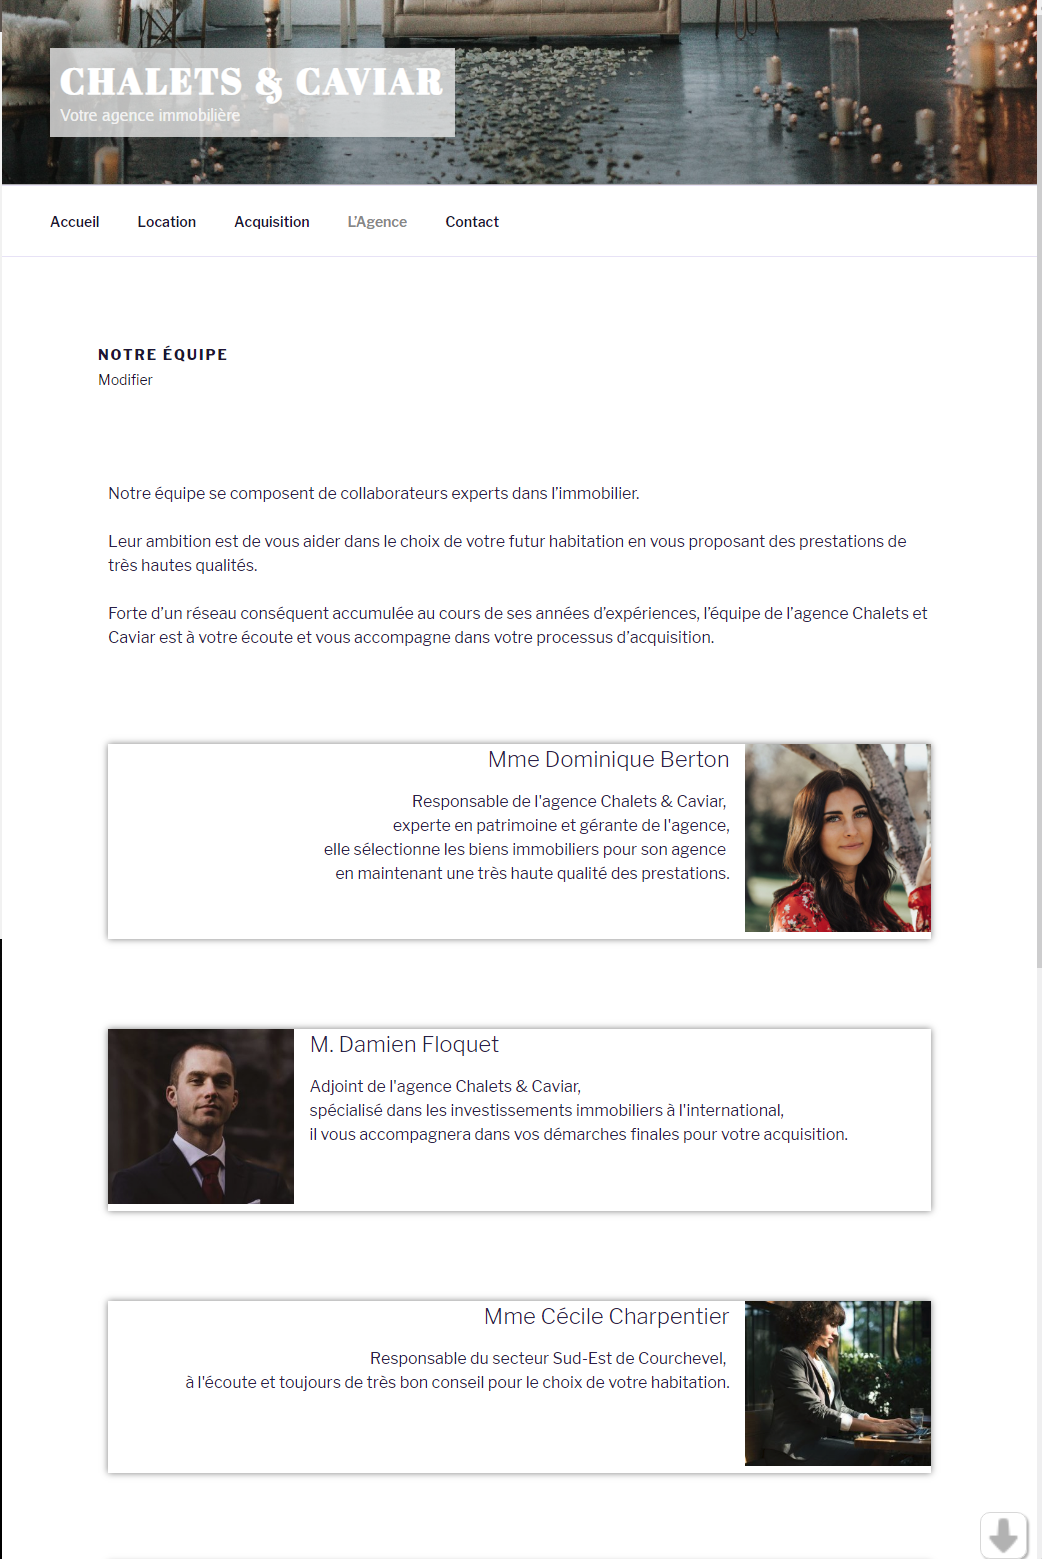 CHALETS & CAVIAR
Votre agence immobilière
Accueil
Location
Acquisition
L'Agence
Contact
NOTRE ÉQUIPE
Modifier
Notre équipe se composent de collaborateurs experts dans l’immobilier.
Leur ambition est de vous aider dans le choix de votre futur habitation en vous proposant des prestations de
très hautes qualités.
Forte d’un réseau conséquent accumulée au cours de ses années d’expériences, l’équipe de l’agence Chalets et
Caviar est à votre écoute et vous accompagne dans votre processus d’acquisition.
Mme Dominique Berton
Responsable de l'agence Chalets & Caviar,
experte en patrimoine et gérante de l'agence,
elle sélectionne les biens immobiliers pour son agence
en maintenant une très haute qualité des prestations.
M. Damien Floquet
Adjoint de l'agence Chalets & Caviar,
spécialisé dans les investissements immobiliers à l'international,
il vous accompagnera dans vos démarches finales pour votre acquisition.
Mme Cécile Charpentier
Responsable du secteur Sud-Est de Courchevel,
à l'écoute et toujours de très bon conseil pour le choix de votre habitation.